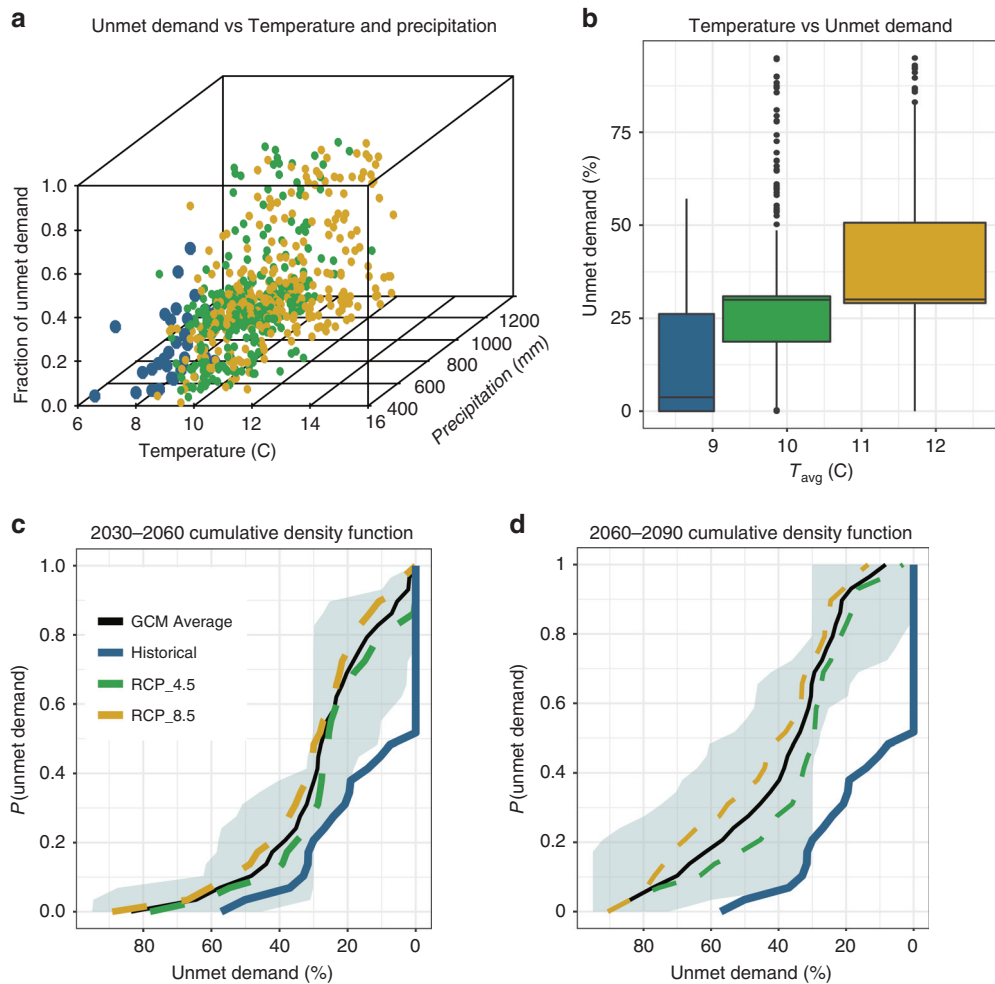 a
Unmet demand vs Temperature and precipitation
Fraction of unmet demand
1.0
0.8
0.6
0.4
0.2
0.0
6 8 10 12 14 16
Temperature (C)
400
600
800
1000
1200
Precipitation (mm)
b
Temperature vs Unmet demand
Unmet demand (%)
75
50
25
0
9 10 11 12
Tavg (C)
c
2030–2060 cumulative density function
P(unmet demand)
1.0
0.8
0.6
0.4
0.2
0.0
GCM Average
Historical
RCP_4.5
RCP_8.5
80 60 40 20 0
Unmet demand (%)
d
2060–2090 cumulative density function
P(unmet demand)
1
0.8
0.6
0.4
0.2
0.0
80 60 40 20 0
Unmet demand (%)